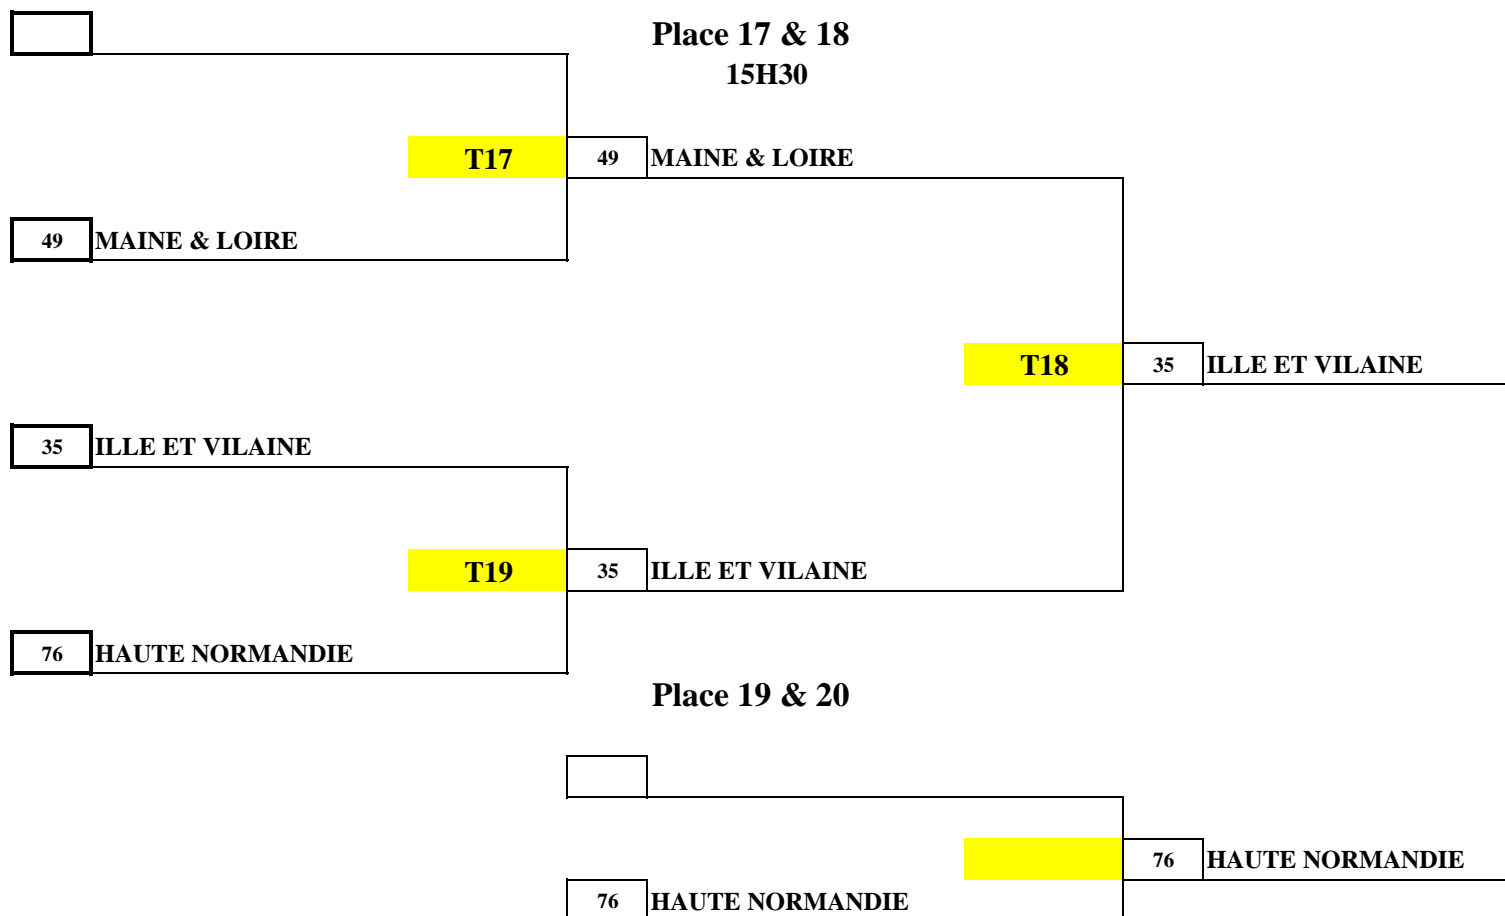 Place 17 & 18
15H30
T17 49 MAINE & LOIRE
49 MAINE & LOIRE
T18 35 ILLE ET VILAINE
35 ILLE ET VILAINE
T19 35 ILLE ET VILAINE
76 HAUTE NORMANDIE
Place 19 & 20
76 HAUTE NORMANDIE
76 HAUTE NORMANDIE